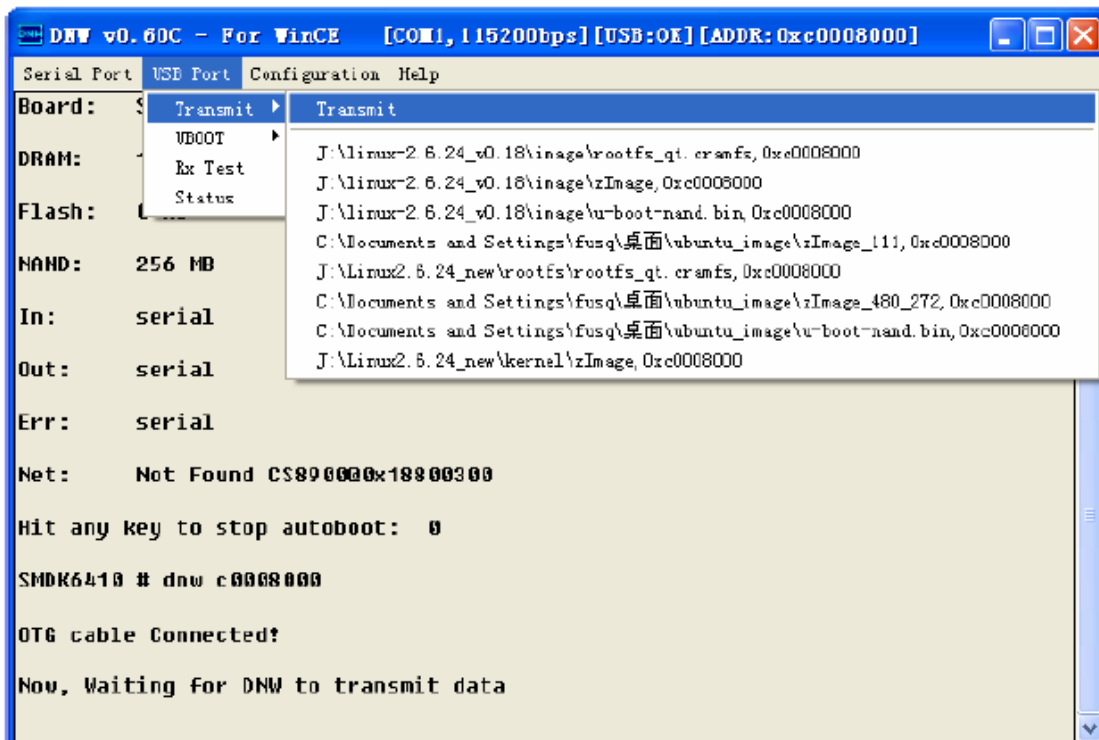 DNW v0.60C - For WinCE [COM1,115200bps][USB:OK][ADDR:0xc0008000]
Serial Port USB Port Configuration Help
Transmit
UBOOT
Rx Test
Status
Transmit
J:\linux-2.6.24_v0.18\image\rootfs_qt.cramfs,0xc0008000
J:\linux-2.6.24_v0.18\image\zImage,0xc0008000
J:\linux-2.6.24_v0.18\image\u-boot-nand.bin,0xc0008000
C:\Documents and Settings\fusq\桌面\ubuntu_image\zImage_111,0xc0008000
J:\Linux2.6.24_new\rootfs\rootfs_qt.cramfs,0xc0008000
C:\Documents and Settings\fusq\桌面\ubuntu_image\zImage_480_272,0xc0008000
C:\Documents and Settings\fusq\桌面\ubuntu_image\u-boot-nand.bin,0xc0008000
J:\Linux2.6.24_new\kernel\zImage,0xc0008000
Board:
DRAM:
Flash:
NAND: 256 MB
In: serial
Out: serial
Err: serial
Net: Not Found CS8900@0x18800300
Hit any key to stop autoboot: 0
SMDK6410 # dnw c0008000
OTG cable Connected!
Now, Waiting for DNW to transmit data